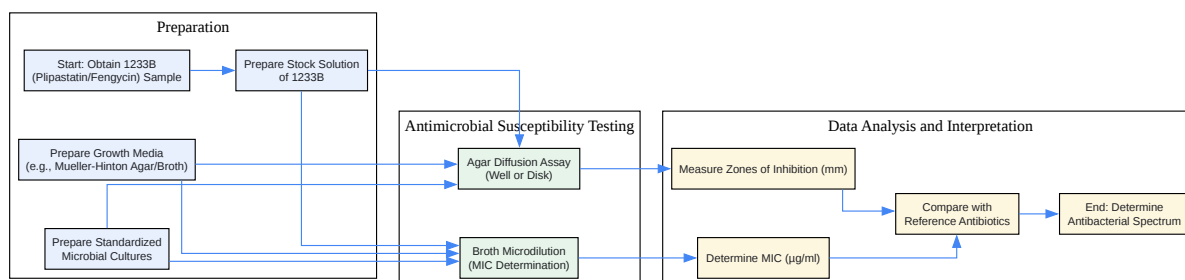 Preparation
Start: Obtain 1233B
(Plipastatin/Fengycin) Sample
Prepare Stock Solution
of 1233B
Prepare Growth Media
(e.g., Mueller-Hinton Agar/Broth)
Prepare Standardized
Microbial Cultures
Antimicrobial Susceptibility Testing
Agar Diffusion Assay
(Well or Disk)
Broth Microdilution
(MIC Determination)
Data Analysis and Interpretation
Measure Zones of Inhibition (mm)
Determine MIC (µg/ml)
Compare with
Reference Antibiotics
End: Determine
Antibacterial Spectrum